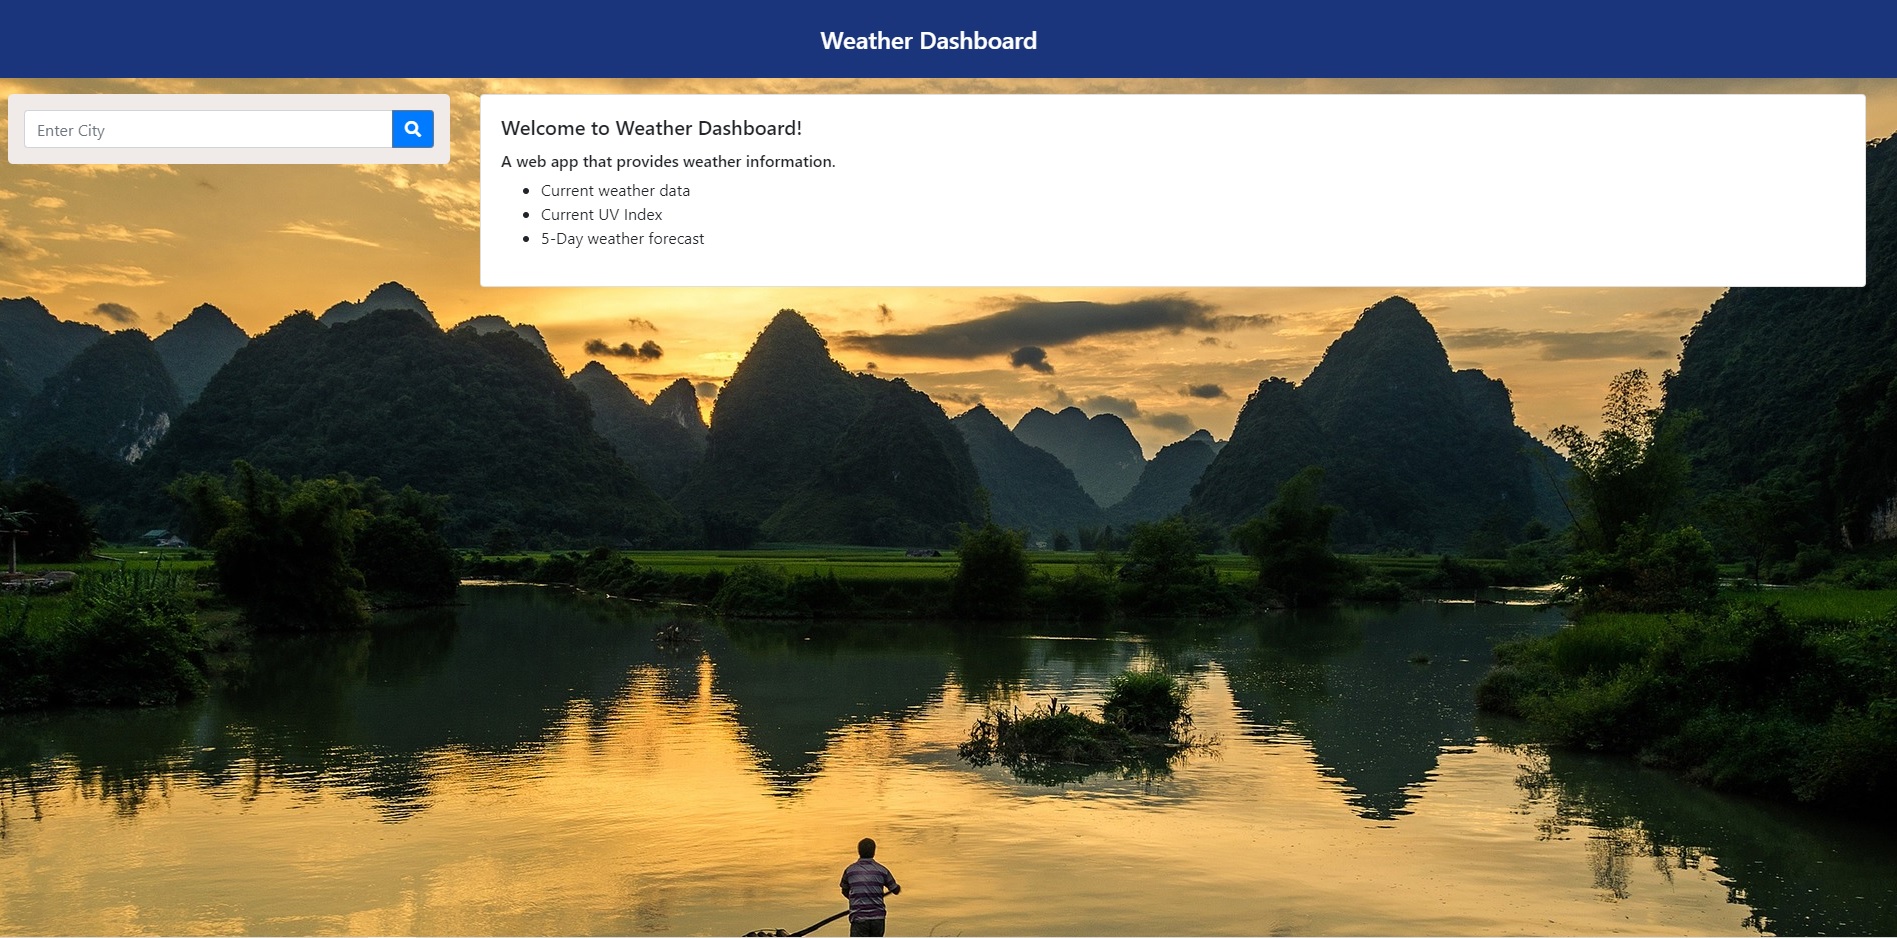 Weather Dashboard
Enter City
Welcome to Weather Dashboard!
A web app that provides weather information.
Current weather data
Current UV Index
5-Day weather forecast